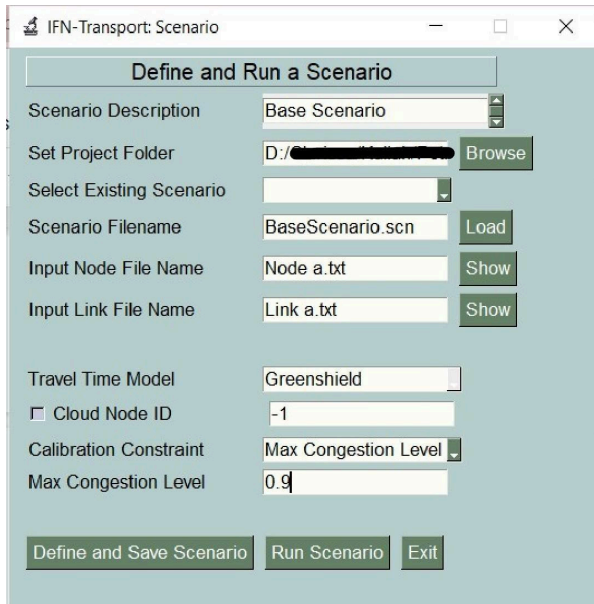 IFN-Transport: Scenario
Define and Run a Scenario
Scenario Description Base Scenario
Set Project Folder D:/ Browse
Select Existing Scenario
Scenario Filename BaseScenario.scn Load
Input Node File Name Node a.txt Show
Input Link File Name Link a.txt Show
Travel Time Model Greenshield
Cloud Node ID -1
Calibration Constraint Max Congestion Level
Max Congestion Level 0.9
Define and Save Scenario Run Scenario Exit